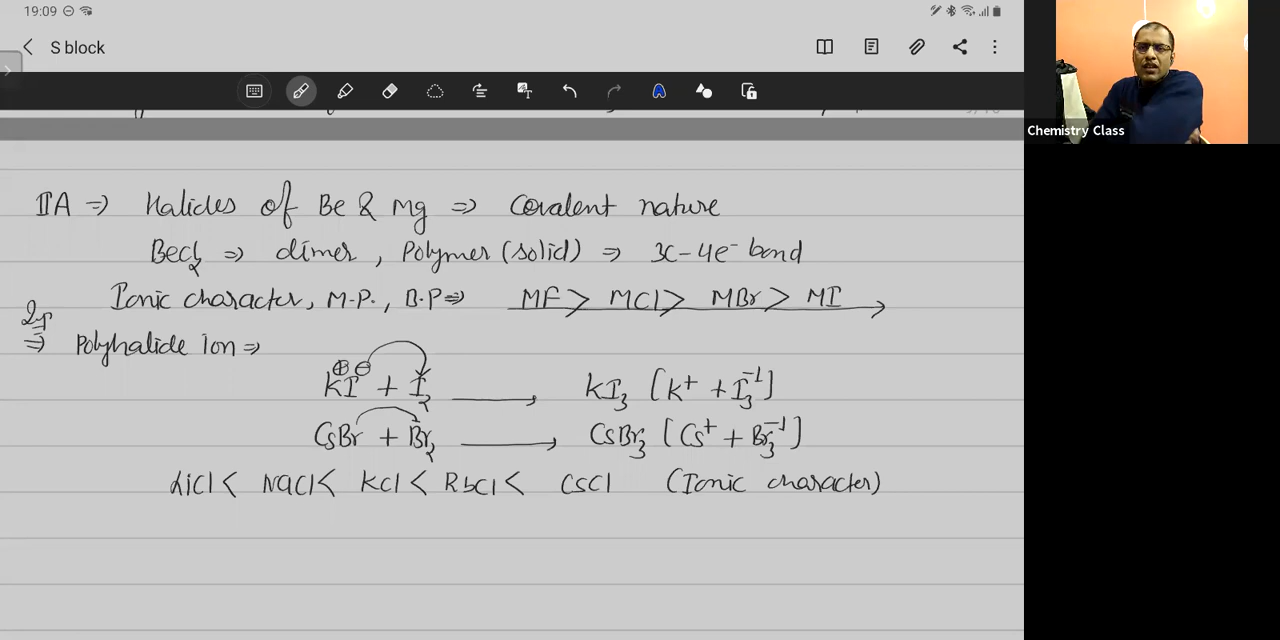 19:09
S block
Chemistry Class
IIA ⇒ Halides of Be & Mg ⇒ Covalent nature
BeCl₂ ⇒ dimer, Polymer (solid) ⇒ 3C-4e⁻ bond
Ionic character, M.P., B.P ⇒ MF > MCl > MBr > MI
⇒ Polyhalide ion ⇒
⊕ ⊖
KI + I₂ ⟶ KI₃ [K⁺ + I₃⁻¹]
CsBr + Br₂ ⟶ CsBr₃ [Cs⁺ + Br₃⁻¹]
LiCl < NaCl < KCl < RbCl < CsCl (Ionic character)